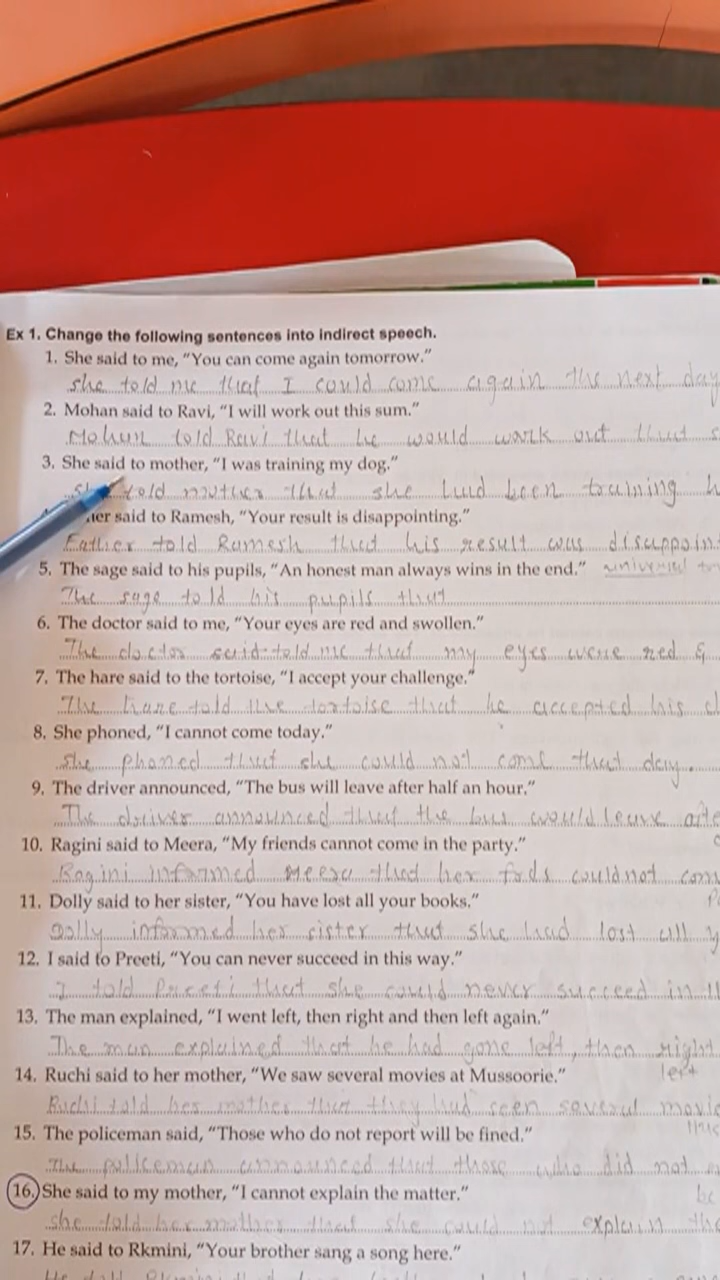 Ex 1. Change the following sentences into indirect speech.
1. She said to me, "You can come again tomorrow."
she told me that I could come again the next day
2. Mohan said to Ravi, "I will work out this sum."
Mohan told Ravi that he would work out that s
3. She said to mother, "I was training my dog."
told mother that she had been training h
her said to Ramesh, "Your result is disappointing."
Father told Ramesh that his result was disappoin
5. The sage said to his pupils, "An honest man always wins in the end." universal
The sage told his pupils that
6. The doctor said to me, "Your eyes are red and swollen."
The doctor said told me that my eyes were red &
7. The hare said to the tortoise, "I accept your challenge."
The hare told the tortoise that he accepted his
8. She phoned, "I cannot come today."
She phoned that she could not come that day.
9. The driver announced, "The bus will leave after half an hour."
The driver announced that the bus would leave
10. Ragini said to Meera, "My friends cannot come in the party."
Ragini informed Meera that her frds could not com
11. Dolly said to her sister, "You have lost all your books."
Dolly informed her sister that she had lost all
12. I said to Preeti, "You can never succeed in this way."
I told Preeti that she could never succeed in
13. The man explained, "I went left, then right and then left again."
The man explained that he had gone left, then right
left
14. Ruchi said to her mother, "We saw several movies at Mussoorie."
Ruchi told her mother that they had seen several movie
15. The policeman said, "Those who do not report will be fined."
The policeman announced that those who did not
16. She said to my mother, "I cannot explain the matter."
she told her mother that she could not explain the
17. He said to Rkmini, "Your brother sang a song here."